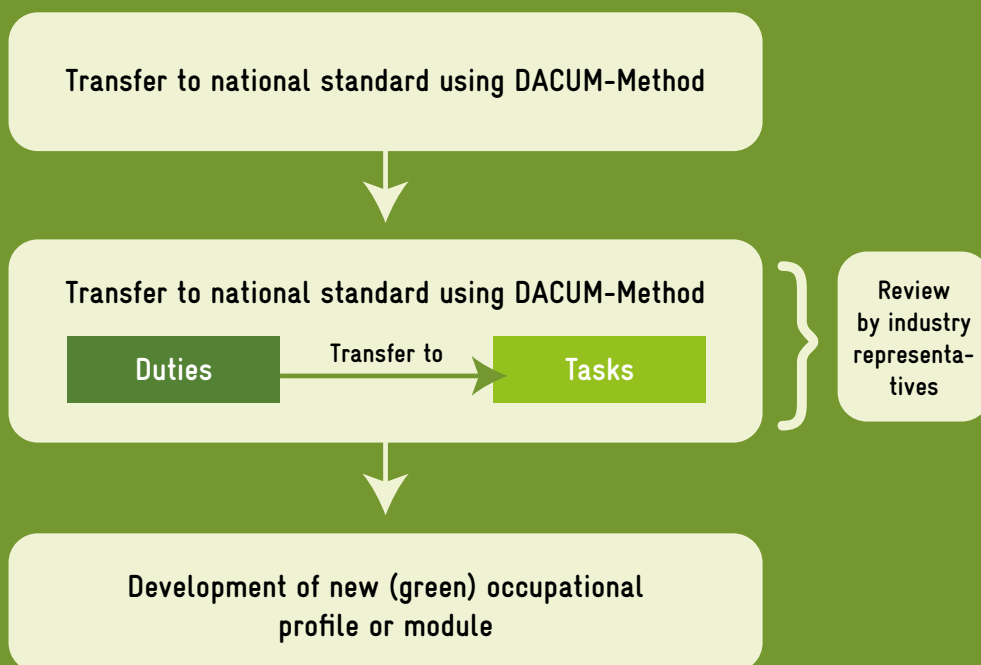 Transfer to national standard using DACUM-Method
Transfer to national standard using DACUM-Method
Duties
Transfer to
Tasks
Review
by industry
representa-
tives
Development of new (green) occupational
profile or module